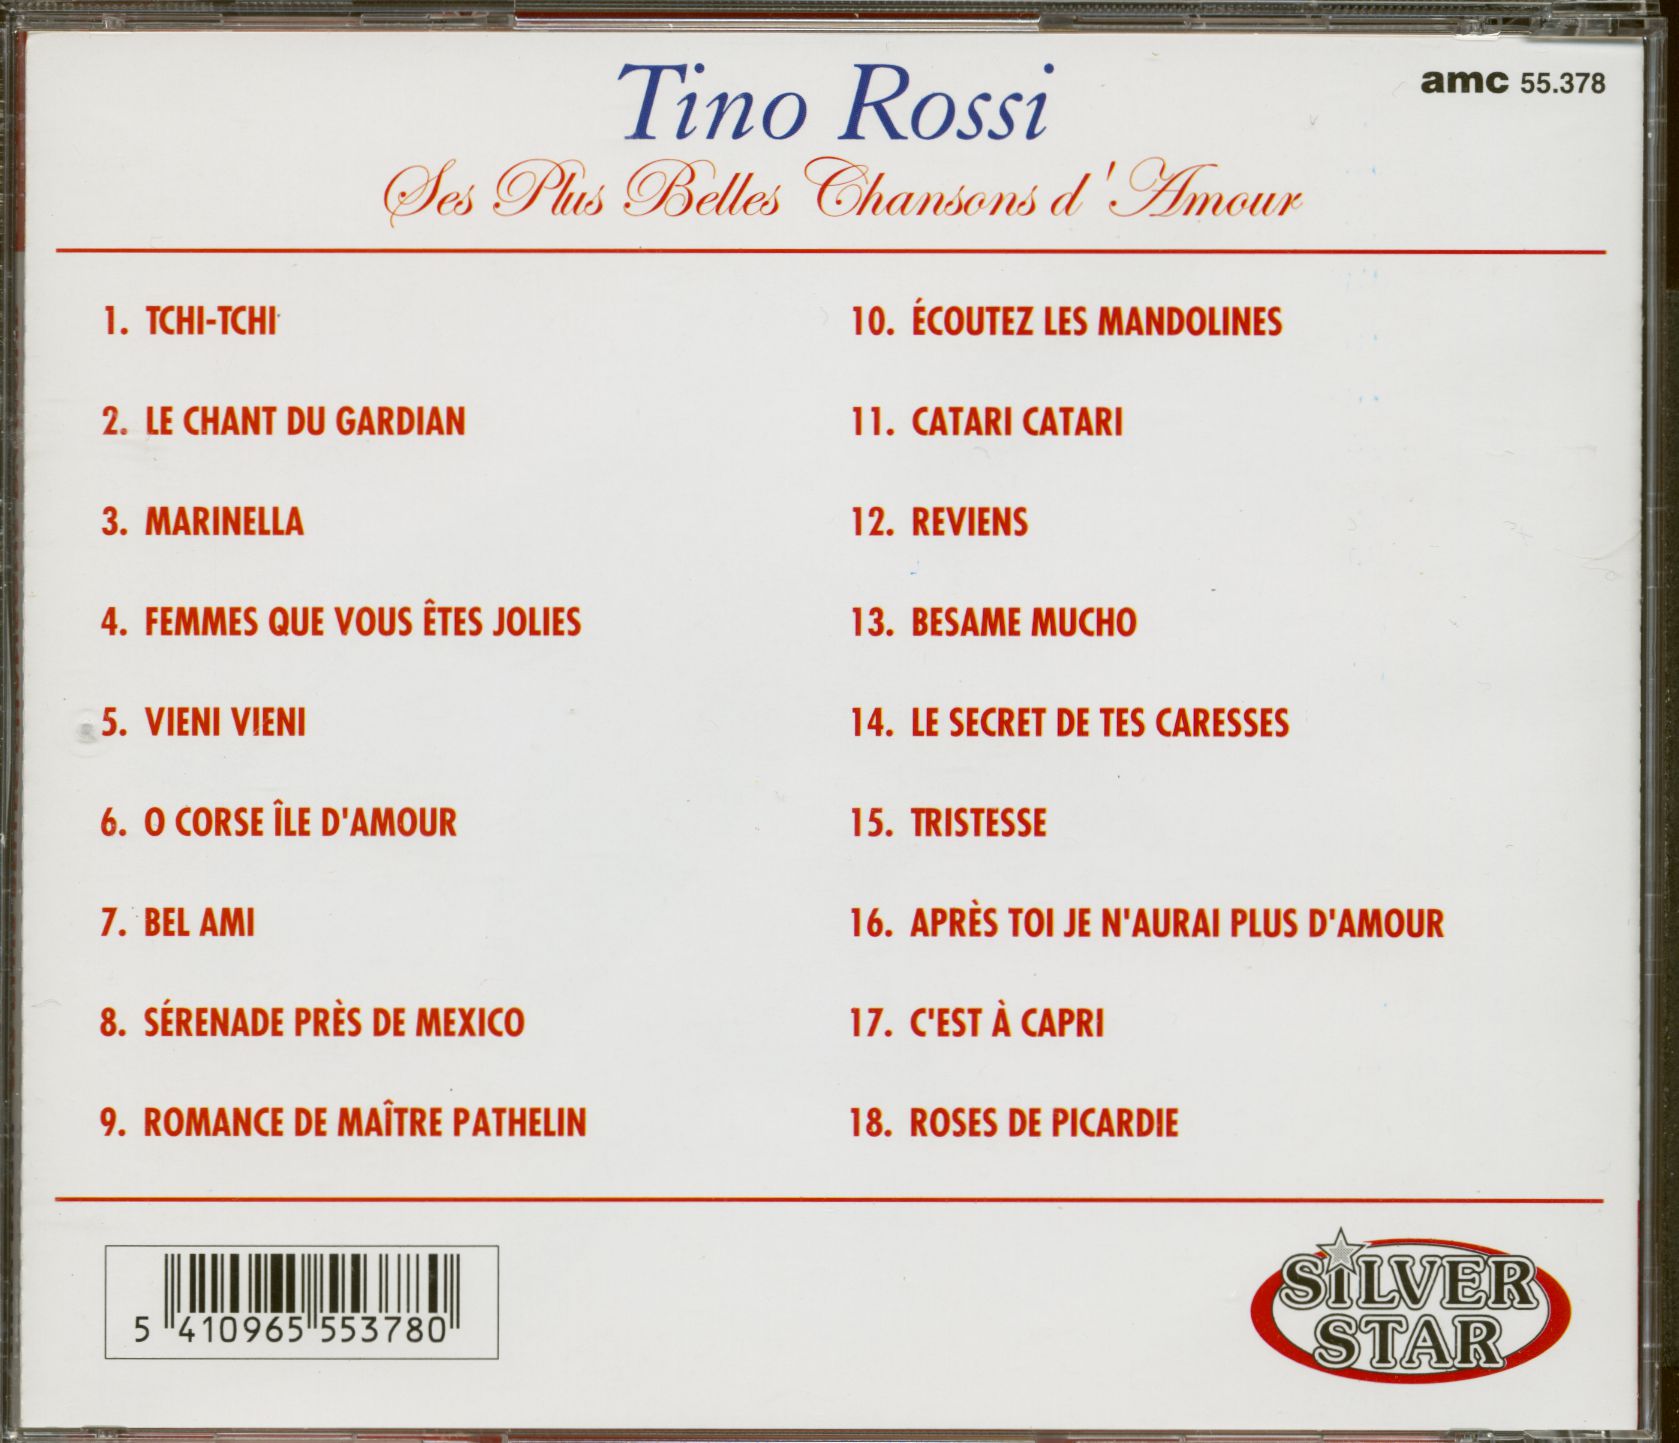 Tino Rossi
amc 55.378
Ses Plus Belles Chansons d'Amour
1. TCHI-TCHI
2. LE CHANT DU GARDIAN
3. MARINELLA
4. FEMMES QUE VOUS ÊTES JOLIES
5. VIENI VIENI
6. O CORSE ÎLE D'AMOUR
7. BEL AMI
8. SÉRENADE PRÈS DE MEXICO
9. ROMANCE DE MAÎTRE PATHELIN
10. ÉCOUTEZ LES MANDOLINES
11. CATARI CATARI
12. REVIENS
13. BESAME MUCHO
14. LE SECRET DE TES CARESSES
15. TRISTESSE
16. APRÈS TOI JE N'AURAI PLUS D'AMOUR
17. C'EST À CAPRI
18. ROSES DE PICARDIE
5 410965 553780
SiLVER
STAR